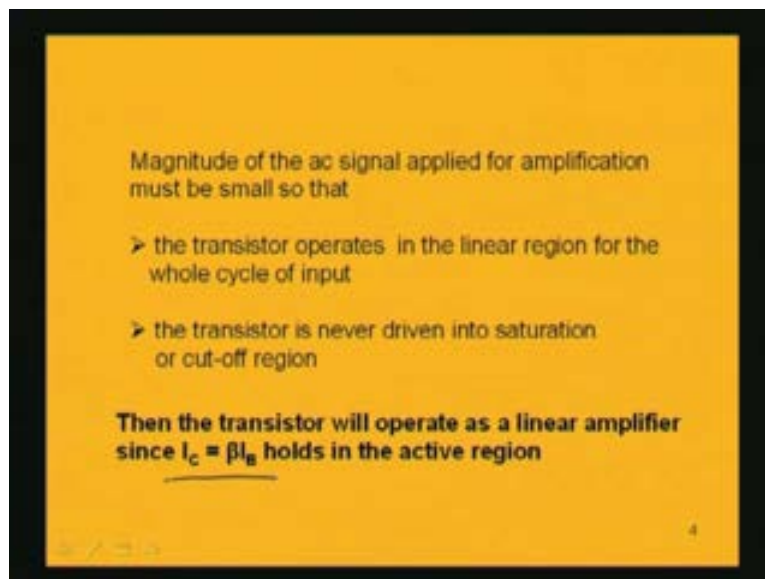 Magnitude of the ac signal applied for amplification
must be small so that
➢ the transistor operates in the linear region for the
whole cycle of input
➢ the transistor is never driven into saturation
or cut-off region
Then the transistor will operate as a linear amplifier
since I_C = βI_B holds in the active region
4